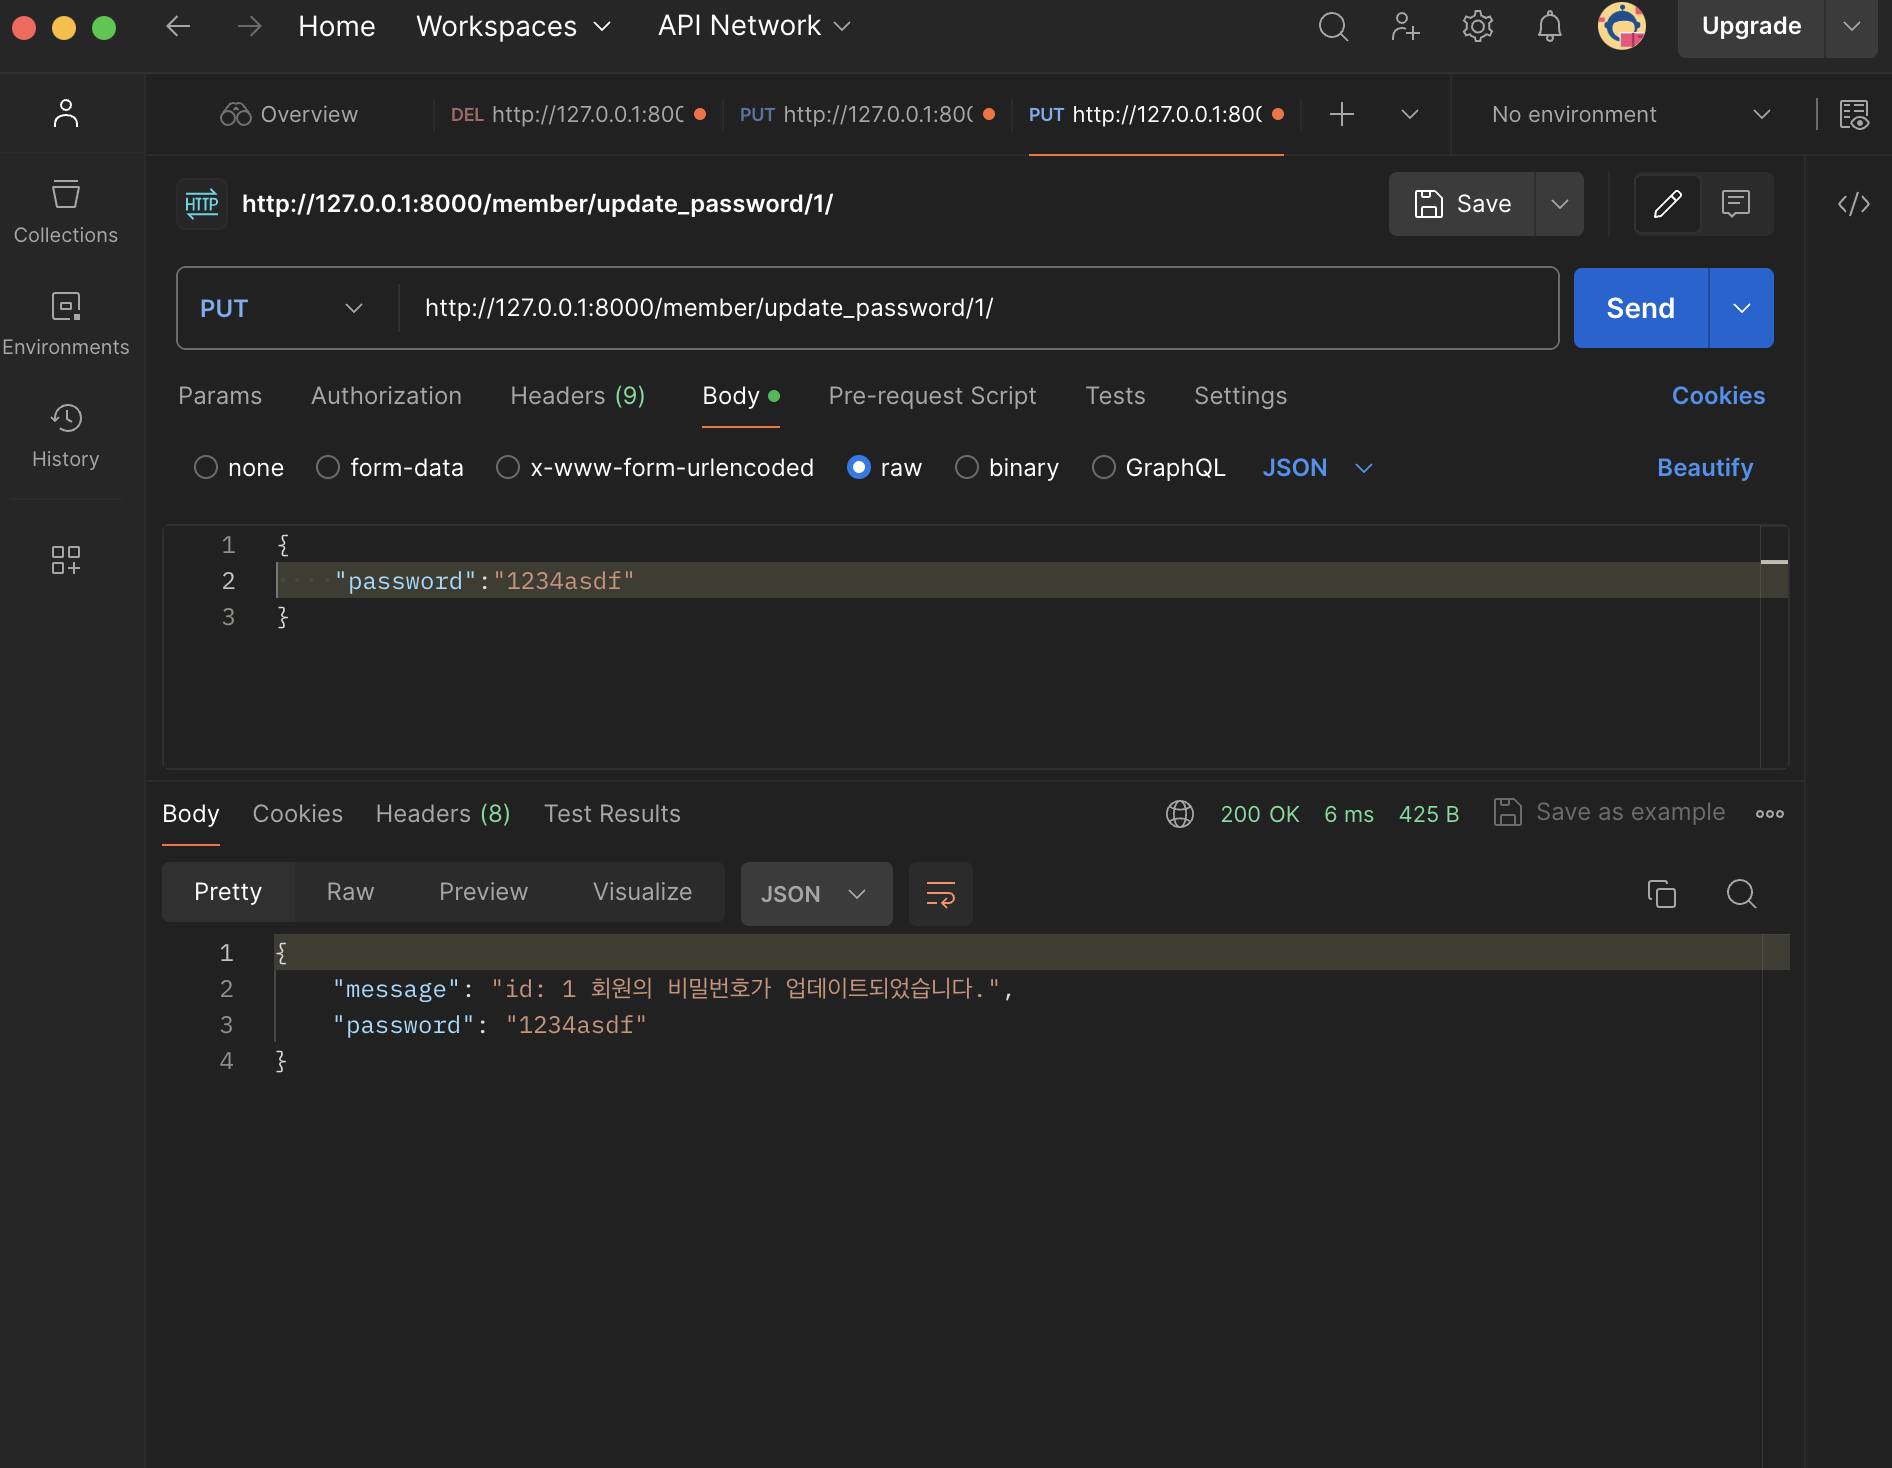 Home Workspaces API Network Upgrade
Overview DEL http://127.0.0.1:800 PUT http://127.0.0.1:800 PUT http://127.0.0.1:800 No environment
HTTP http://127.0.0.1:8000/member/update_password/1/ Save
Collections
PUT http://127.0.0.1:8000/member/update_password/1/ Send
Environments
Params Authorization Headers (9) Body Pre-request Script Tests Settings Cookies
History
none form-data x-www-form-urlencoded raw binary GraphQL JSON Beautify
1 {
2 "password":"1234asdf"
3 }
Body Cookies Headers (8) Test Results 200 OK 6 ms 425 B Save as example
Pretty Raw Preview Visualize JSON
1 {
2 "message": "id: 1 회원의 비밀번호가 업데이트되었습니다.",
3 "password": "1234asdf"
4 }